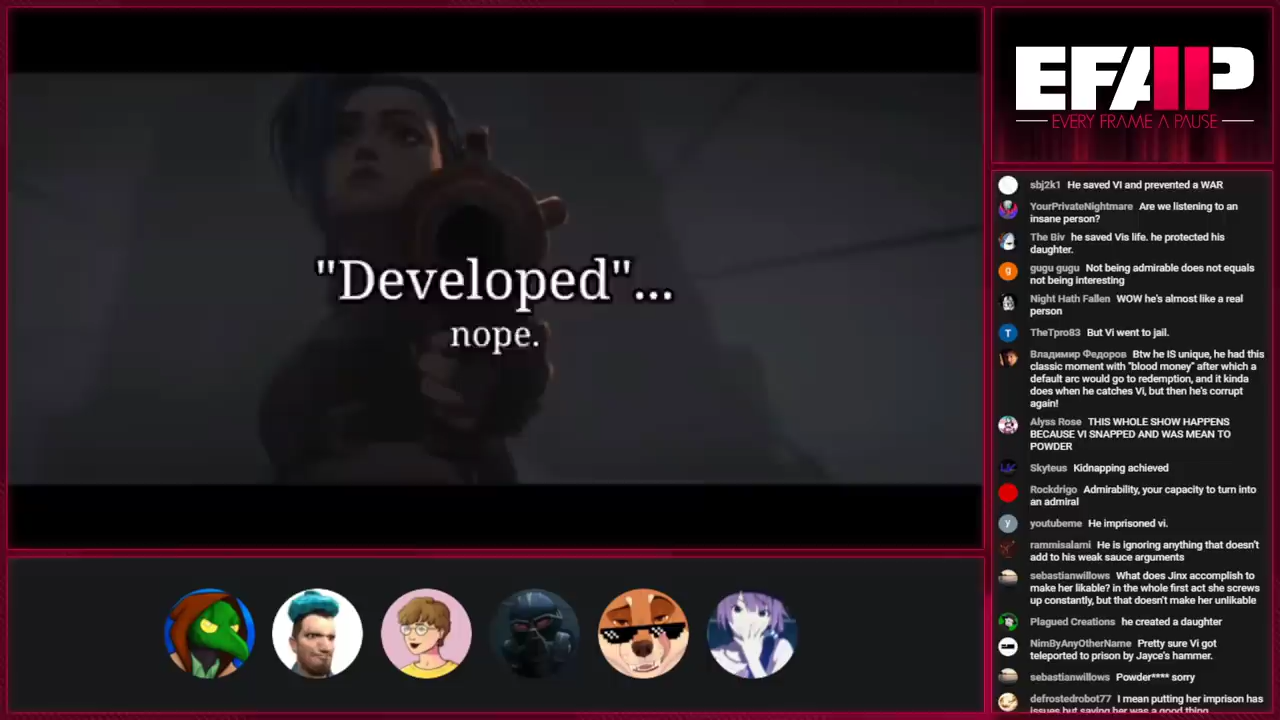 "Developed"...
nope.
EFAP
EVERY FRAME A PAUSE
sbj2k1 He saved VI and prevented a WAR
YourPrivateNightmare Are we listening to an
insane person?
The Biv he saved Vis life. he protected his
daughter.
gugu gugu Not being admirable does not equals
not being interesting
Night Hath Fallen WOW he's almost like a real
person
TheTpro83 But Vi went to jail.
Владимир Федоров Btw he IS unique, he had this
classic moment with "blood money" after which a
default arc would go to redemption, and it kinda
does when he catches Vi, but then he's corrupt
again!
Alyss Rose THIS WHOLE SHOW HAPPENS
BECAUSE VI SNAPPED AND WAS MEAN TO
POWDER
Skyteus Kidnapping achieved
Rockdrigo Admirability, your capacity to turn into
an admiral
youtubeme He imprisoned vi.
rammisalami He is ignoring anything that doesn't
add to his weak sauce arguments
sebastianwillows What does Jinx accomplish to
make her likable? in the whole first act she screws
up constantly, but that doesn't make her unlikable
Plagued Creations he created a daughter
NimByAnyOtherName Pretty sure Vi got
teleported to prison by Jayce's hammer.
sebastianwillows Powder**** sorry
defrostedrobot77 I mean putting her imprison has
issues but saving her was a good thing